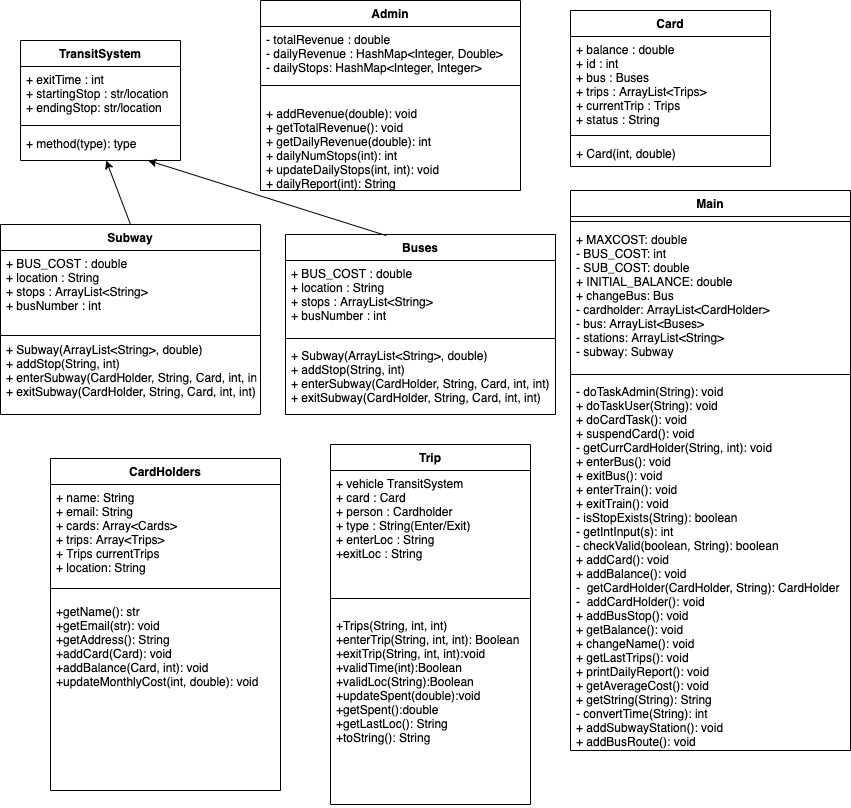 TransitSystem
+ exitTime : int
+ startingStop : str/location
+ endingStop: str/location
+ method(type): type
Admin
- totalRevenue : double
- dailyRevenue : HashMap<Integer, Double>
- dailyStops: HashMap<Integer, Integer>
+ addRevenue(double): void
+ getTotalRevenue(): void
+ getDailyRevenue(double): int
+ dailyNumStops(int): int
+ updateDailyStops(int, int): void
+ dailyReport(int): String
Card
+ balance : double
+ id : int
+ bus : Buses
+ trips : ArrayList<Trips>
+ currentTrip : Trips
+ status : String
+ Card(int, double)
Subway
+ BUS_COST : double
+ location : String
+ stops : ArrayList<String>
+ busNumber : int
+ Subway(ArrayList<String>, double)
+ addStop(String, int)
+ enterSubway(CardHolder, String, Card, int, in
+ exitSubway(CardHolder, String, Card, int, int)
Buses
+ BUS_COST : double
+ location : String
+ stops : ArrayList<String>
+ busNumber : int
+ Subway(ArrayList<String>, double)
+ addStop(String, int)
+ enterSubway(CardHolder, String, Card, int, int)
+ exitSubway(CardHolder, String, Card, int, int)
Main
+ MAXCOST: double
- BUS_COST: int
- SUB_COST: double
+ INITIAL_BALANCE: double
+ changeBus: Bus
- cardholder: ArrayList<CardHolder>
- bus: ArrayList<Buses>
- stations: ArrayList<String>
- subway: Subway
- doTaskAdmin(String): void
+ doTaskUser(String): void
+ doCardTask(): void
+ suspendCard(): void
- getCurrCardHolder(String, int): void
+ enterBus(): void
+ exitBus(): void
+ enterTrain(): void
+ exitTrain(): void
- isStopExists(String): boolean
- getIntInput(s): int
- checkValid(boolean, String): boolean
+ addCard(): void
+ addBalance(): void
- getCardHolder(CardHolder, String): CardHolder
- addCardHolder(): void
+ addBusStop(): void
+ getBalance(): void
+ changeName(): void
+ getLastTrips(): void
+ printDailyReport(): void
+ getAverageCost(): void
+ getString(String): String
- convertTime(String): int
+ addSubwayStation(): void
+ addBusRoute(): void
CardHolders
+ name: String
+ email: String
+ cards: Array<Cards>
+ trips: Array<Trips>
+ Trips currentTrips
+ location: String
+getName(): str
+getEmail(str): void
+getAddress(): String
+addCard(Card): void
+addBalance(Card, int): void
+updateMonthlyCost(int, double): void
Trip
+ vehicle TransitSystem
+ card : Card
+ person : Cardholder
+ type : String(Enter/Exit)
+ enterLoc : String
+exitLoc : String
+Trips(String, int, int)
+enterTrip(String, int, int): Boolean
+exitTrip(String, int, int):void
+validTime(int):Boolean
+validLoc(String):Boolean
+updateSpent(double):void
+getSpent():double
+getLastLoc(): String
+toString(): String